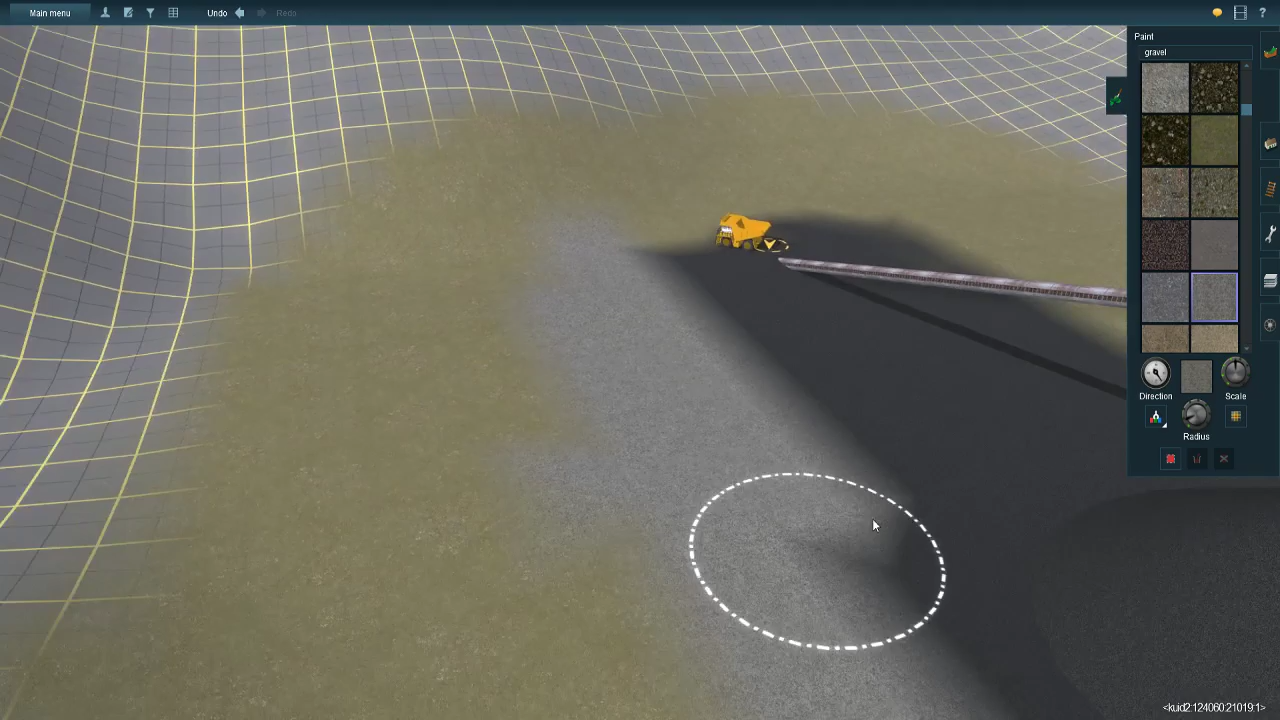 Main menu
Undo
Redo
?
Paint
gravel
Direction
Scale
Radius
<kuid2:124060:21019:1>